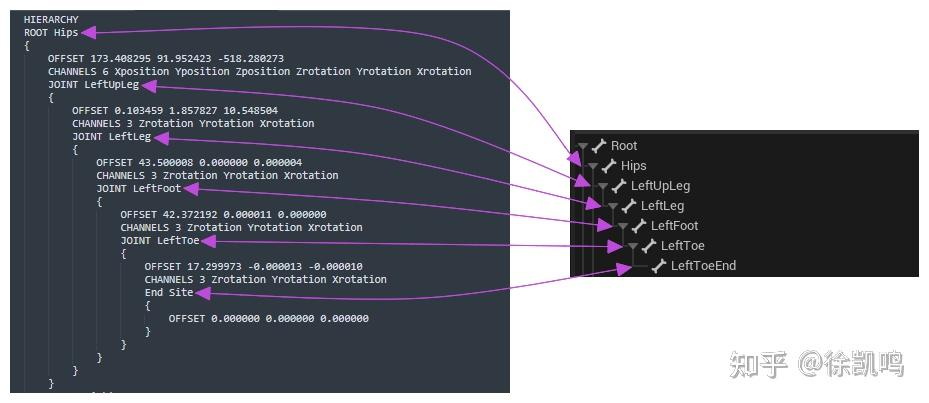 HIERARCHY
ROOT Hips
{
OFFSET 173.408295 91.952423 -518.280273
CHANNELS 6 Xposition Yposition Zposition Zrotation Yrotation Xrotation
JOINT LeftUpLeg
{
OFFSET 0.103459 1.857827 10.548504
CHANNELS 3 Zrotation Yrotation Xrotation
JOINT LeftLeg
{
OFFSET 43.500008 0.000000 0.000004
CHANNELS 3 Zrotation Yrotation Xrotation
JOINT LeftFoot
{
OFFSET 42.372192 0.000011 0.000000
CHANNELS 3 Zrotation Yrotation Xrotation
JOINT LeftToe
{
OFFSET 17.299973 -0.000013 -0.000010
CHANNELS 3 Zrotation Yrotation Xrotation
End Site
{
OFFSET 0.000000 0.000000 0.000000
}
}
}
}
}
Root
Hips
LeftUpLeg
LeftLeg
LeftFoot
LeftToe
LeftToeEnd
知乎 @徐凯鸣